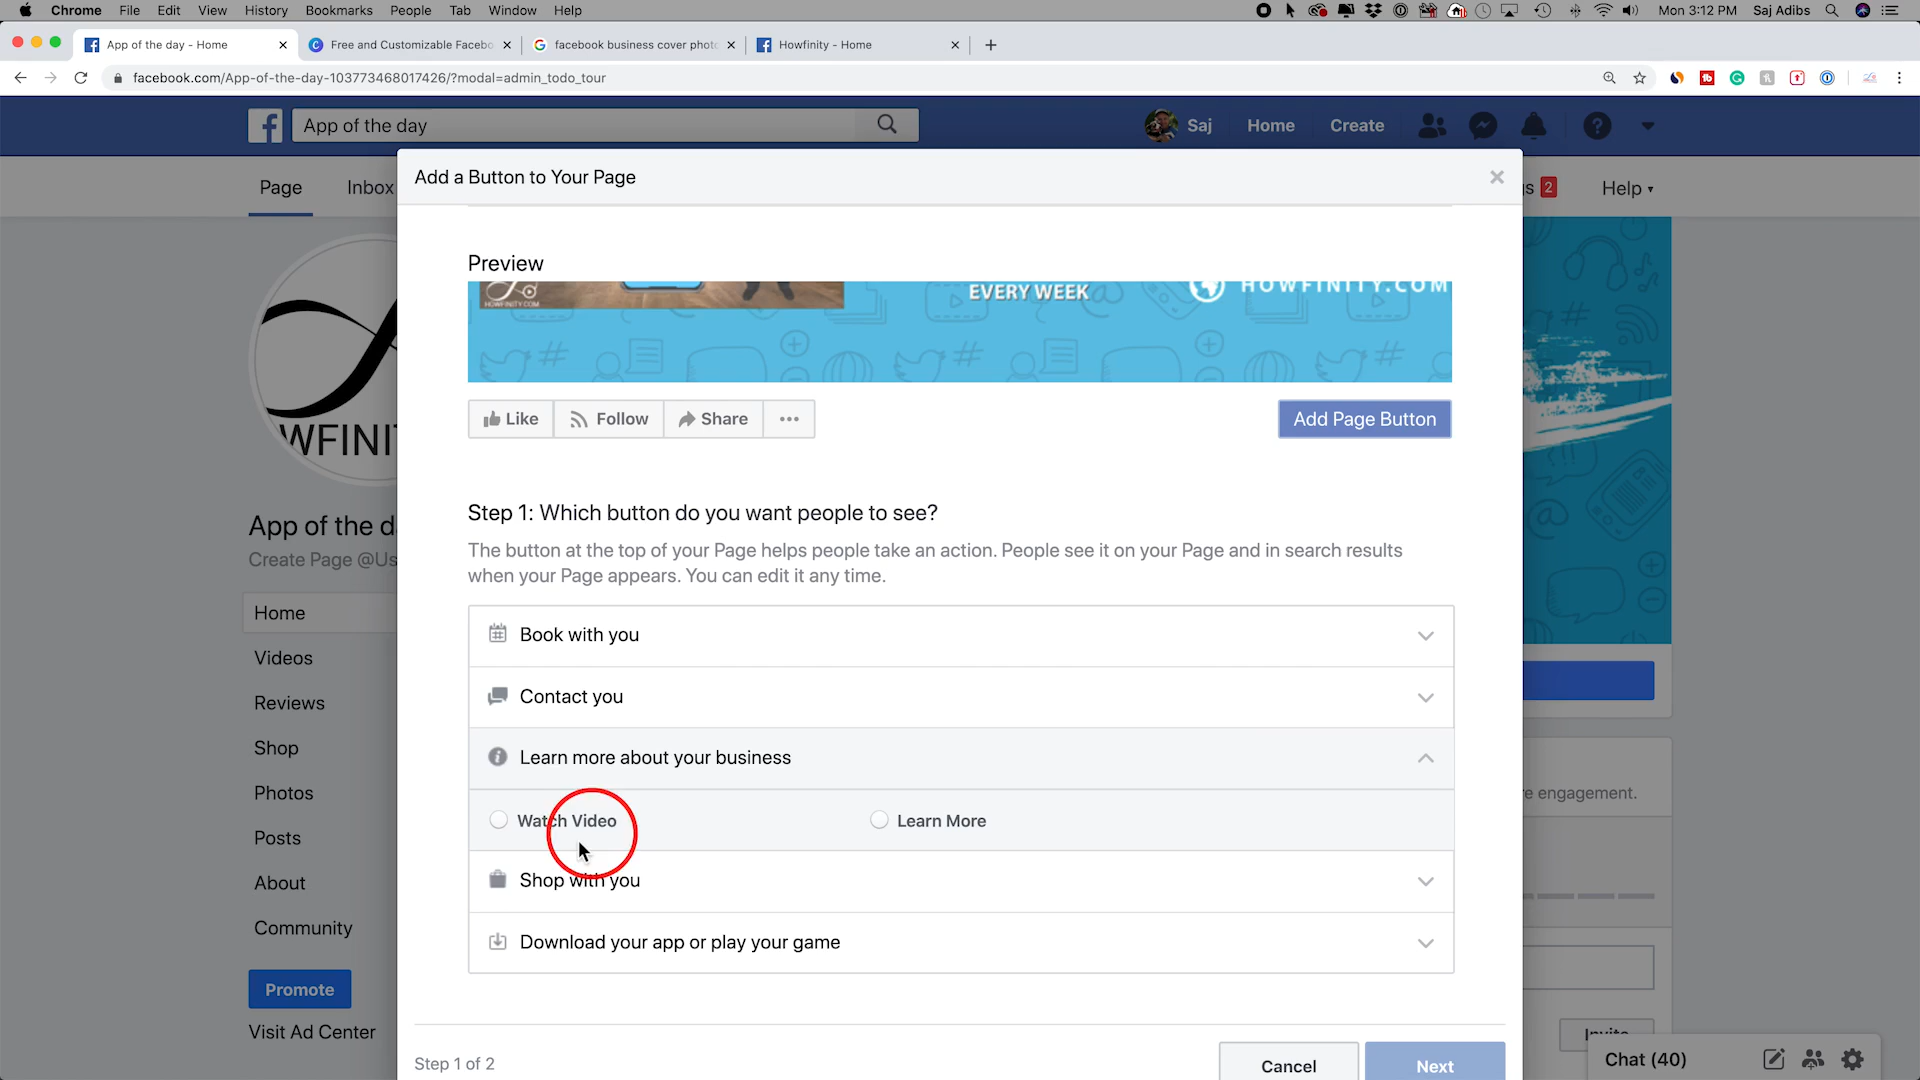 Chrome File Edit View History Bookmarks People Tab Window Help Mon 3:12 PM Saj Adibs
App of the day - Home Free and Customizable Facebo facebook business cover phot Howfinity - Home
facebook.com/App-of-the-day-103773468017426/?modal=admin_todo_tour
App of the day Saj Home Create
Page Inbox 2 Help
Add a Button to Your Page
Preview
HOWFINITY.COM EVERY WEEK HOWFINITY.COM
WFINI
Like Follow Share Add Page Button
Step 1: Which button do you want people to see?
The button at the top of your Page helps people take an action. People see it on your Page and in search results
when your Page appears. You can edit it any time.
App of the d
Create Page @Us
Home
Videos
Reviews
Shop
Photos
Posts
About
Community
Promote
Visit Ad Center
Book with you
Contact you
Learn more about your business
Watch Video Learn More
Shop with you
Download your app or play your game
e engagement.
Step 1 of 2 Cancel Next
Invite
Chat (40)